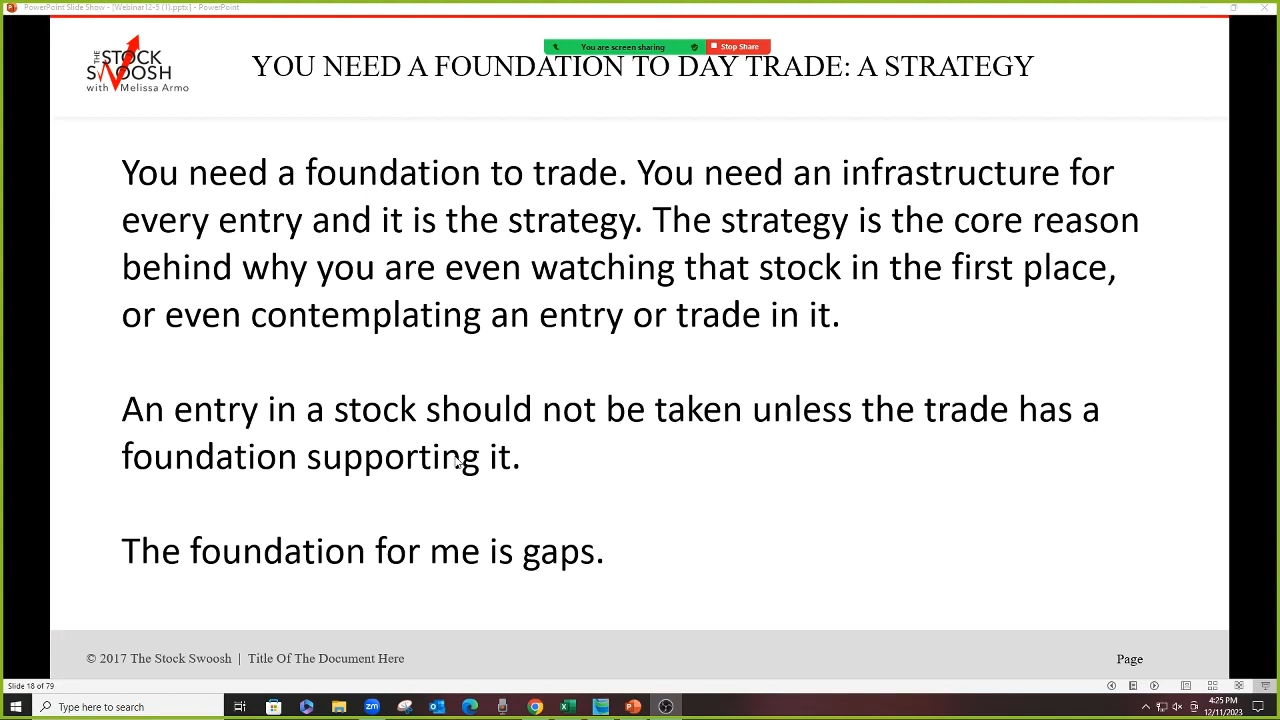 PowerPoint Slide Show - [Webinar12-5 (1).pptx] - PowerPoint
You are screen sharing
Stop Share
THE
STOCK
SWOOSH
with Melissa Armo
YOU NEED A FOUNDATION TO DAY TRADE: A STRATEGY
You need a foundation to trade. You need an infrastructure for
every entry and it is the strategy. The strategy is the core reason
behind why you are even watching that stock in the first place,
or even contemplating an entry or trade in it.
An entry in a stock should not be taken unless the trade has a
foundation supporting it.
The foundation for me is gaps.
© 2017 The Stock Swoosh | Title Of The Document Here
Page
Slide 18 of 79
Type here to search
4:25 PM
12/11/2023